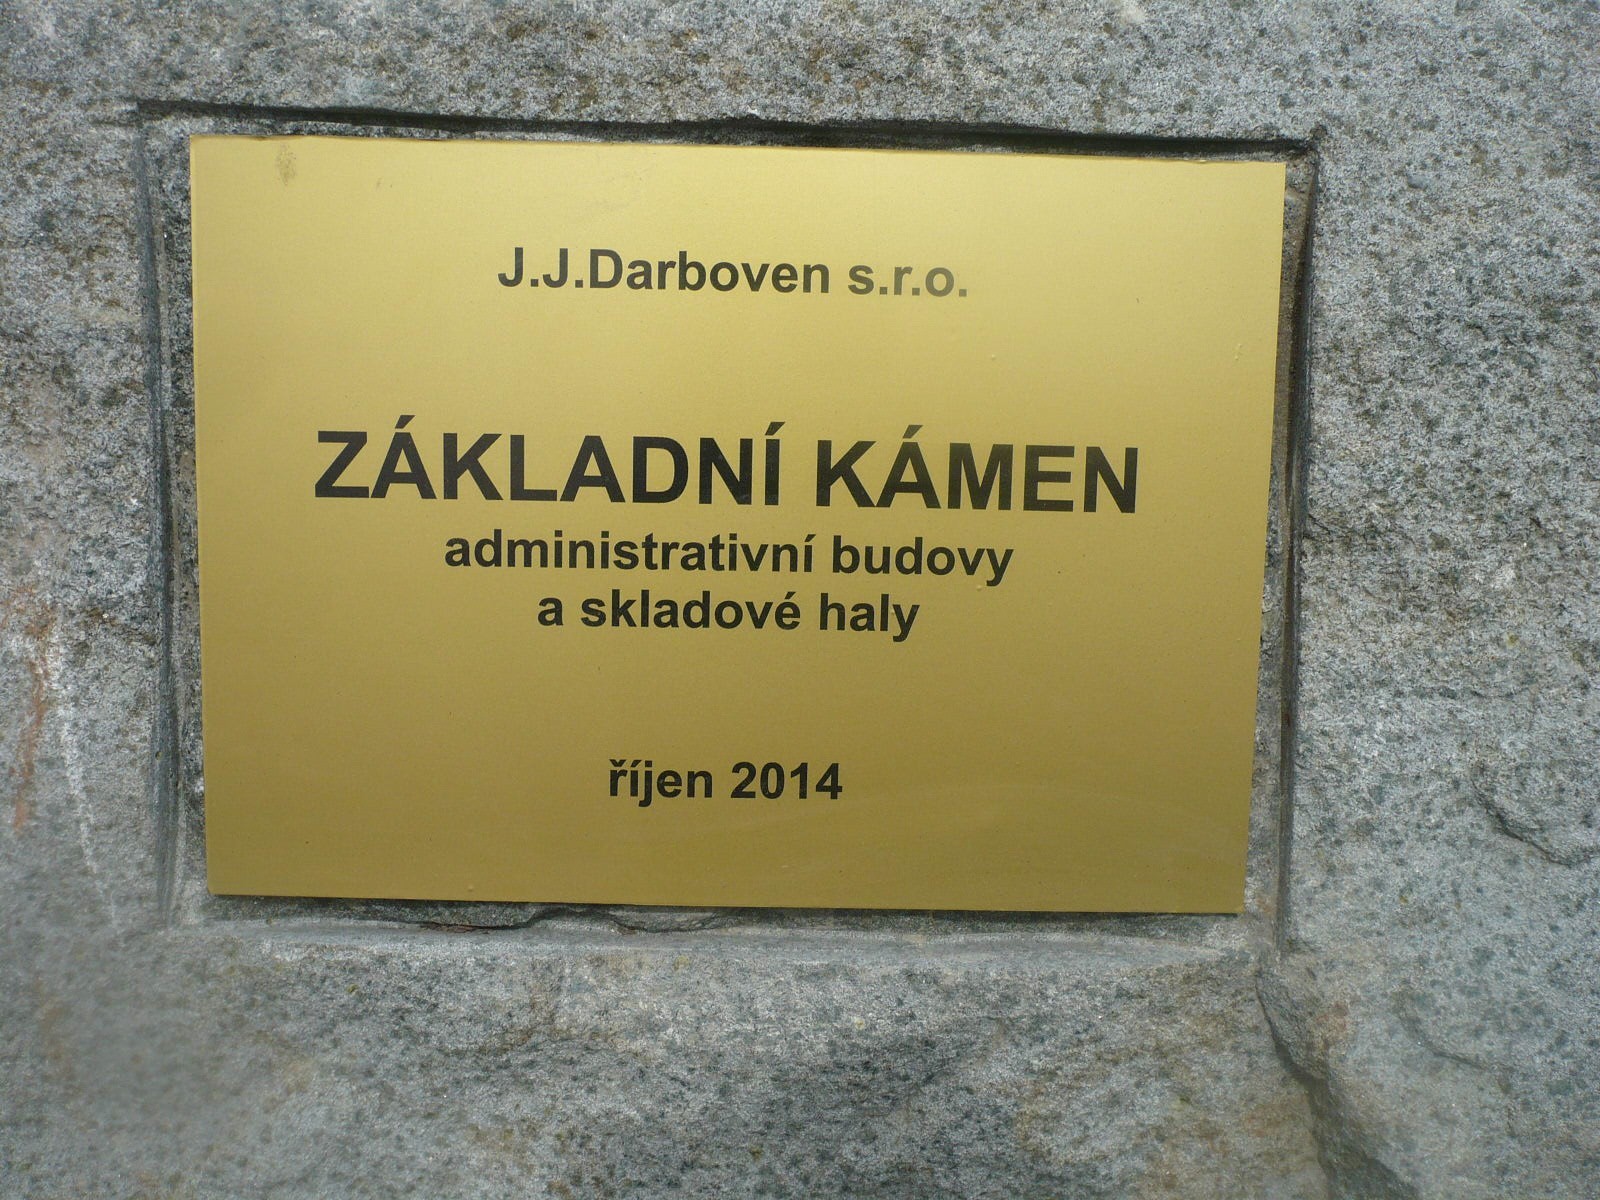 J.J.Darboven s.r.o.
ZÁKLADNÍ KÁMEN
administrativní budovy
a skladové haly
říjen 2014